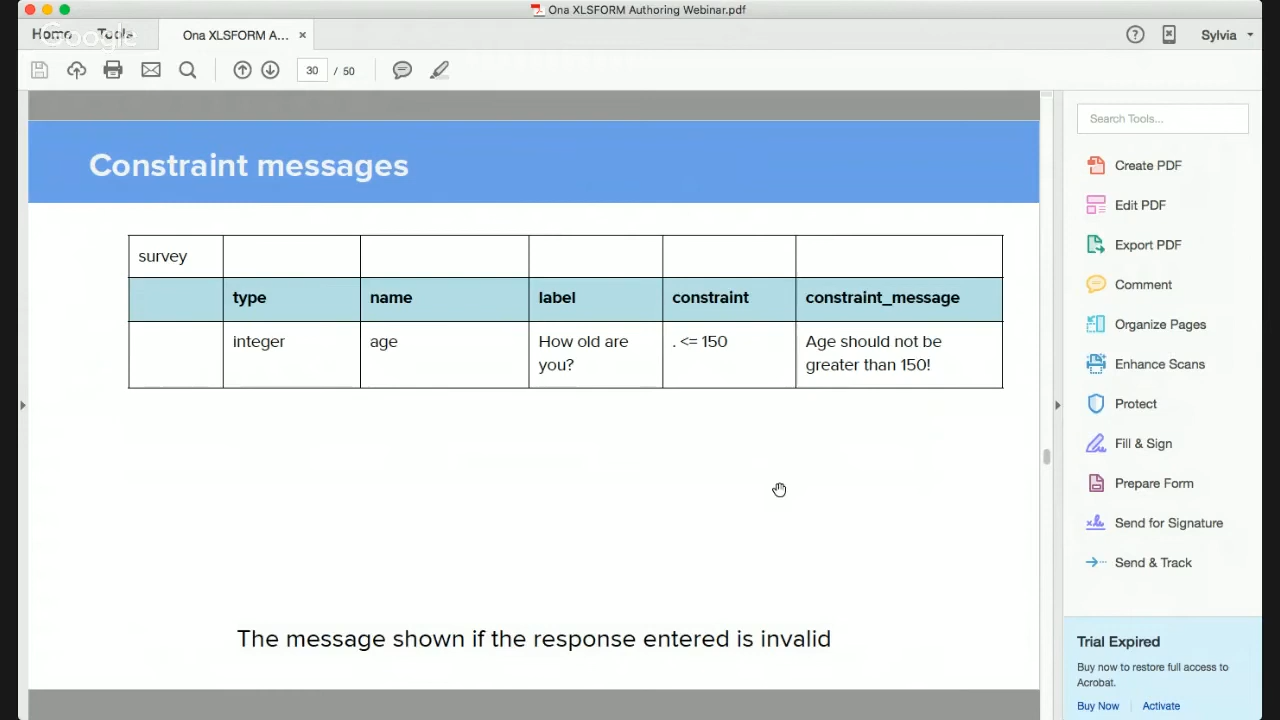 Ona XLSFORM Authoring Webinar.pdf
Home Tools Ona XLSFORM A... × Sylvia
Google
30 / 50
Constraint messages
survey
type name label constraint constraint_message
integer age How old are you? . <= 150 Age should not be greater than 150!
The message shown if the response entered is invalid
Search Tools...
Create PDF
Edit PDF
Export PDF
Comment
Organize Pages
Enhance Scans
Protect
Fill & Sign
Prepare Form
Send for Signature
Send & Track
Trial Expired
Buy now to restore full access to
Acrobat.
Buy Now Activate